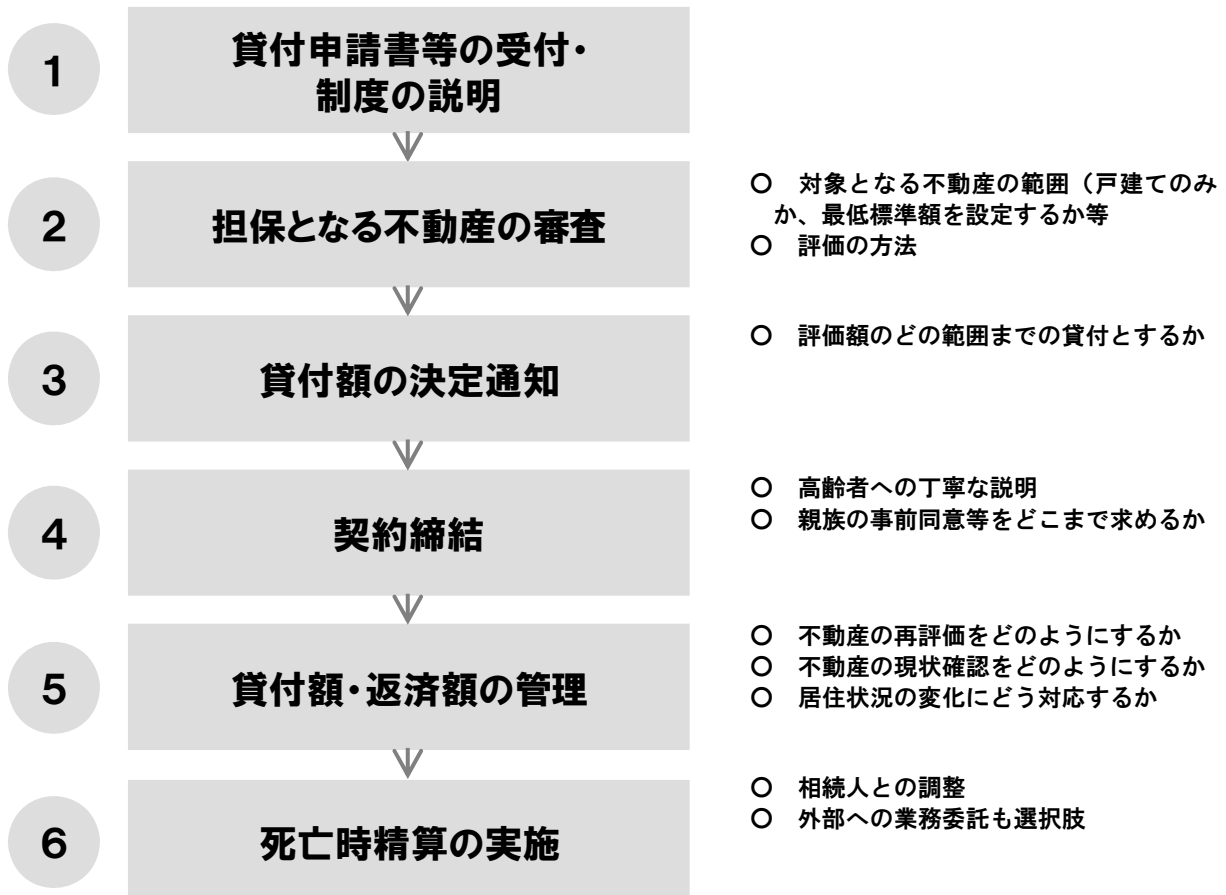 1
貸付申請書等の受付・
制度の説明
2
担保となる不動産の審査
○　対象となる不動産の範囲（戸建てのみ
か、最低標準額を設定するか等
○　評価の方法
3
貸付額の決定通知
○　評価額のどの範囲までの貸付とするか
4
契約締結
○　高齢者への丁寧な説明
○　親族の事前同意等をどこまで求めるか
5
貸付額・返済額の管理
○　不動産の再評価をどのようにするか
○　不動産の現状確認をどのようにするか
○　居住状況の変化にどう対応するか
6
死亡時精算の実施
○　相続人との調整
○　外部への業務委託も選択肢